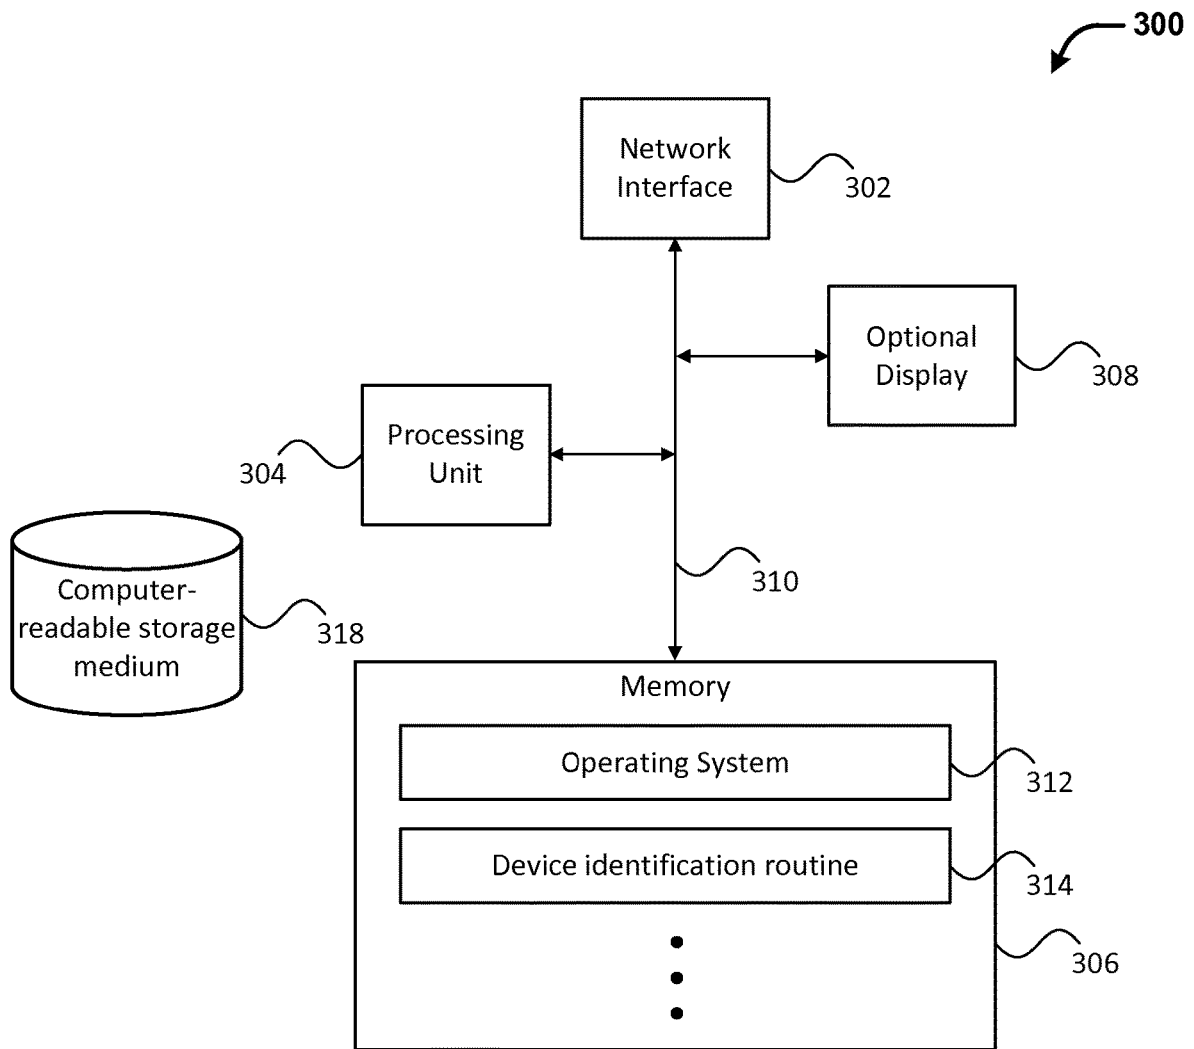 300
Network
Interface
302
Optional
Display
308
Processing
Unit
304
310
Computer-
readable storage
medium
318
Memory
Operating System
312
Device identification routine
314
306